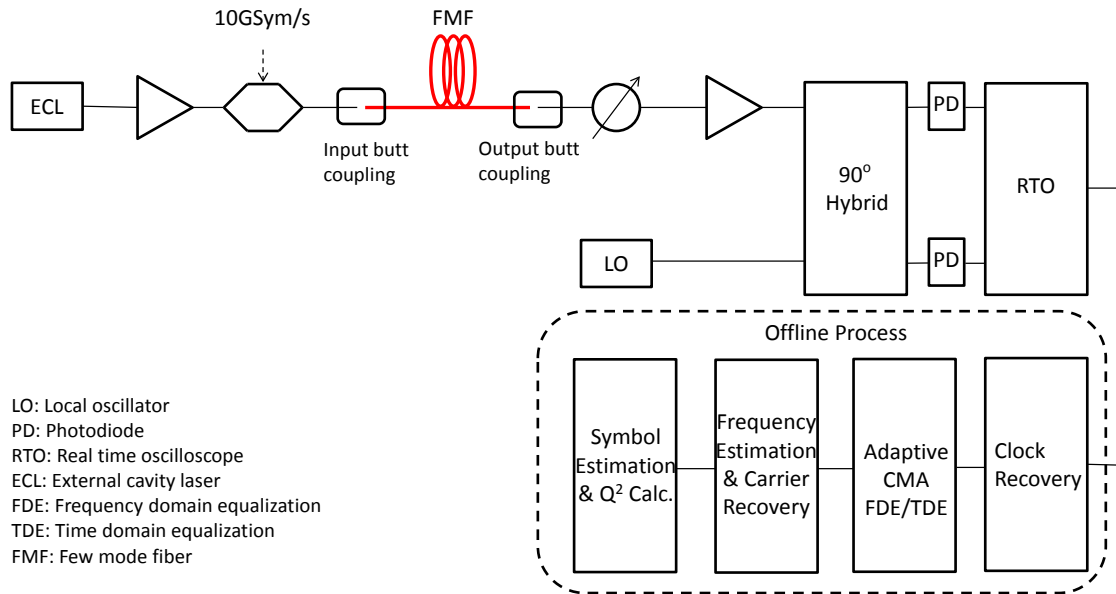 10GSym/s
FMF
ECL
Input butt
coupling
Output butt
coupling
90º
Hybrid
PD
RTO
LO
PD
Offline Process
Symbol
Estimation
& Q² Calc.
Frequency
Estimation
& Carrier
Recovery
Adaptive
CMA
FDE/TDE
Clock
Recovery
LO: Local oscillator
PD: Photodiode
RTO: Real time oscilloscope
ECL: External cavity laser
FDE: Frequency domain equalization
TDE: Time domain equalization
FMF: Few mode fiber